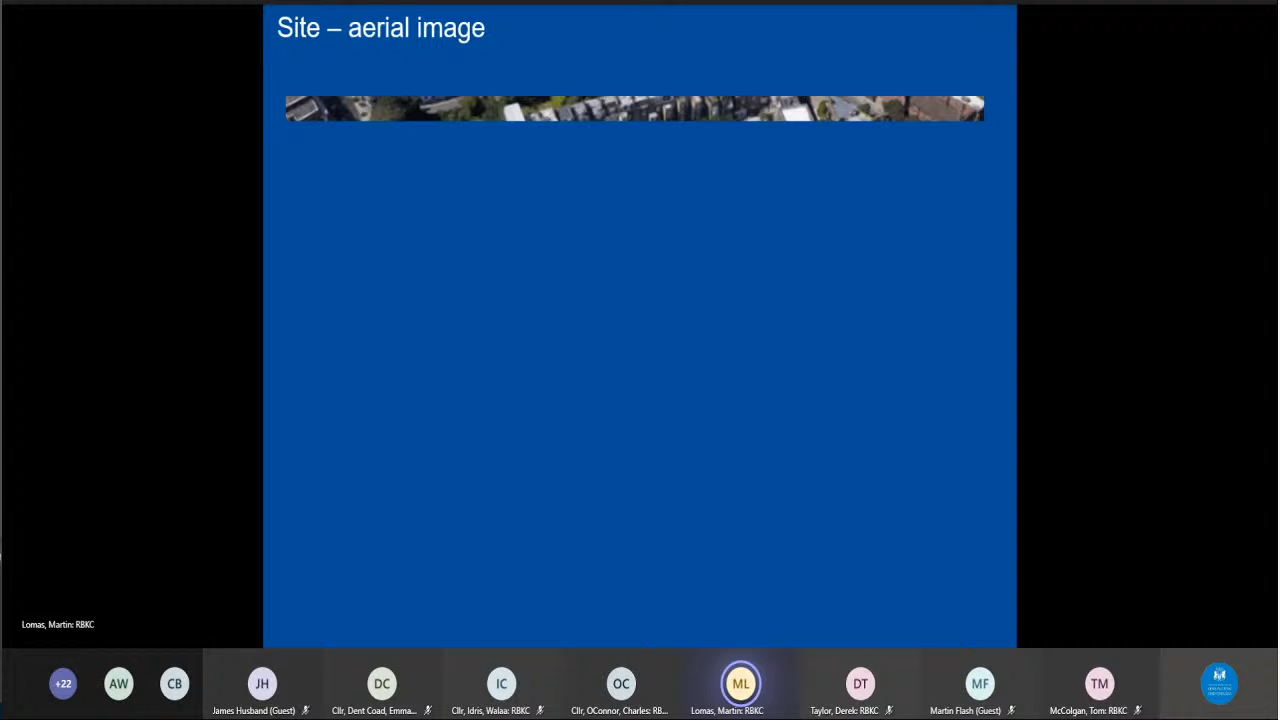 Site – aerial image
Lomas, Martin: RBKC
+22
AW
CB
JH
DC
IC
OC
ML
DT
MF
TM
James Husband (Guest)
Cllr, Dent Coad, Emma...
Cllr, Idris, Walaa: RBKC
Cllr, OConnor, Charles: RB...
Lomas, Martin: RBKC
Taylor, Derek: RBKC
Martin Flash (Guest)
McColgan, Tom: RBKC